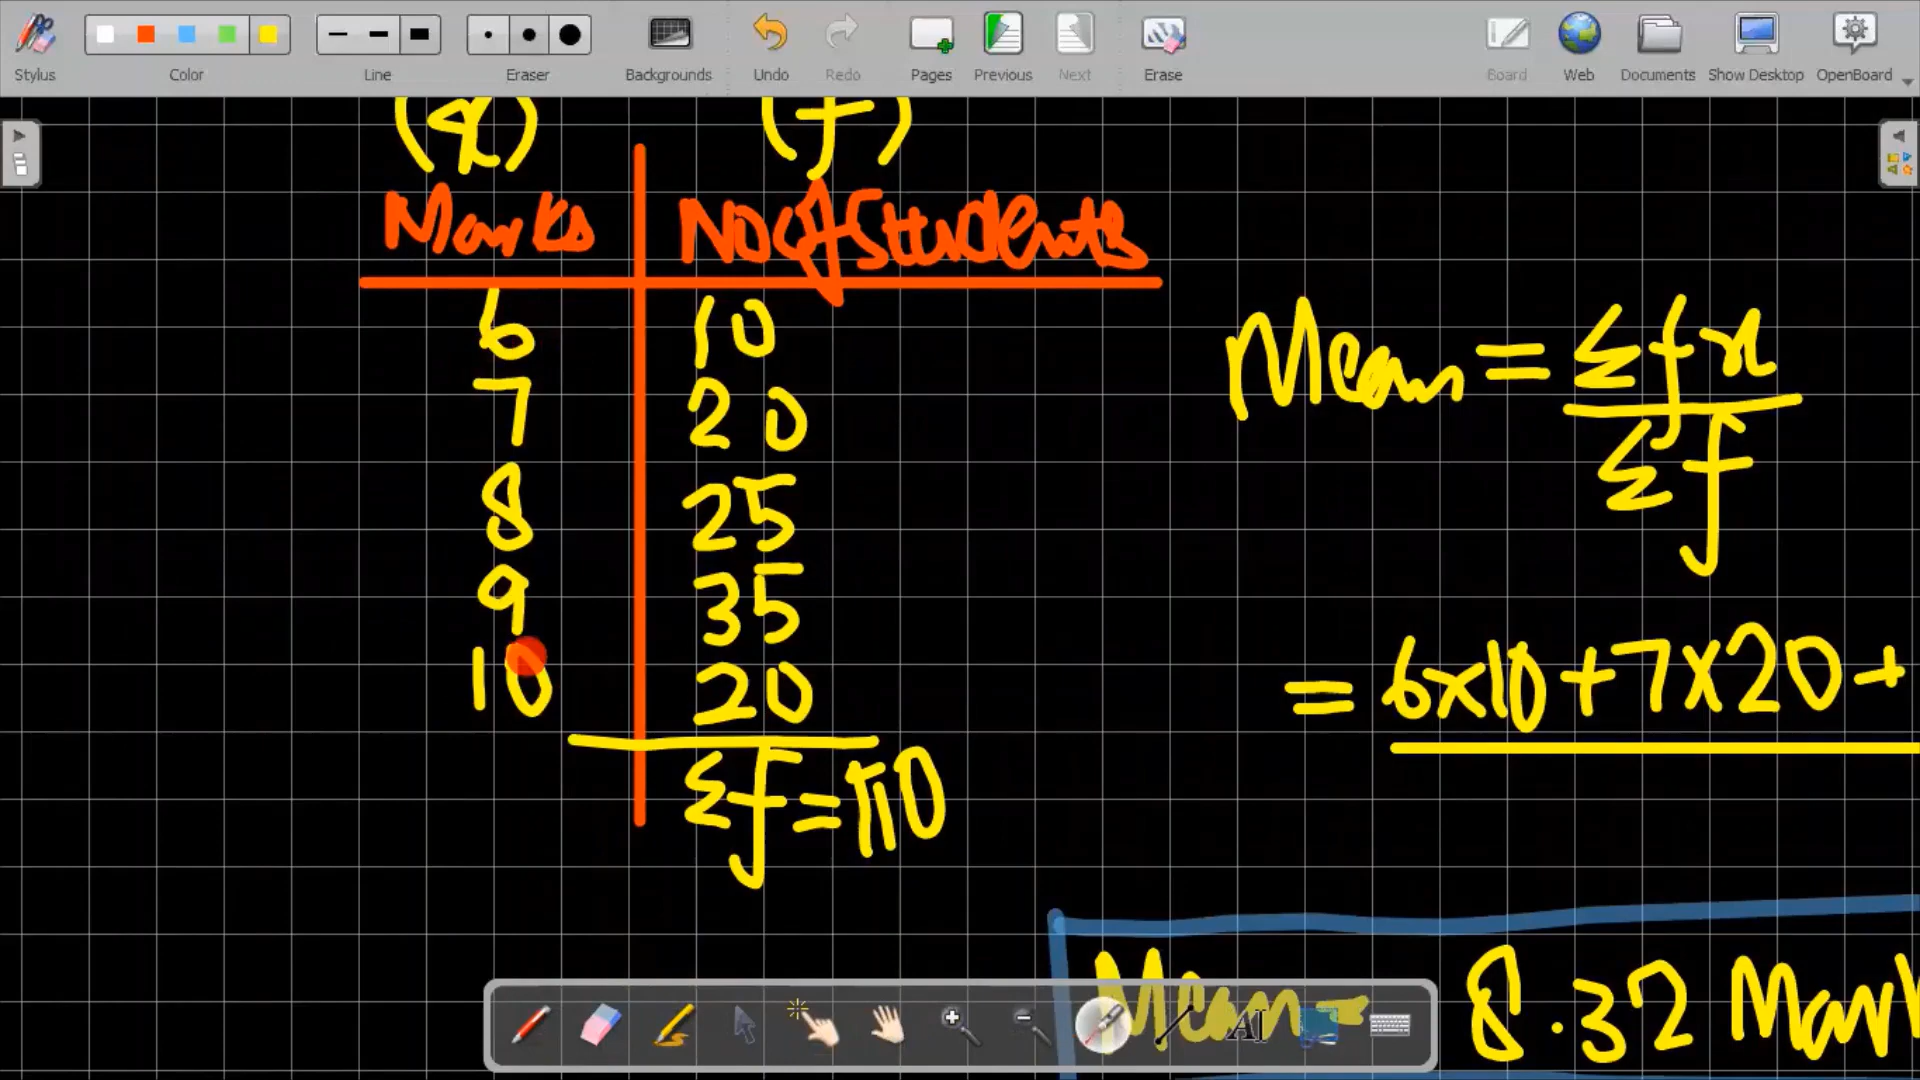 Stylus Color Line Eraser Backgrounds Undo Redo Pages Previous Next Erase Board Web Documents Show Desktop OpenBoard
(x) (f)
Marks No of Students
6 10
7 20
8 25
9 35
10 20
Σf = 110
Mean = Σfx
Σf
= 6x10+7x20+
Mean = 8.32 Mark
AI